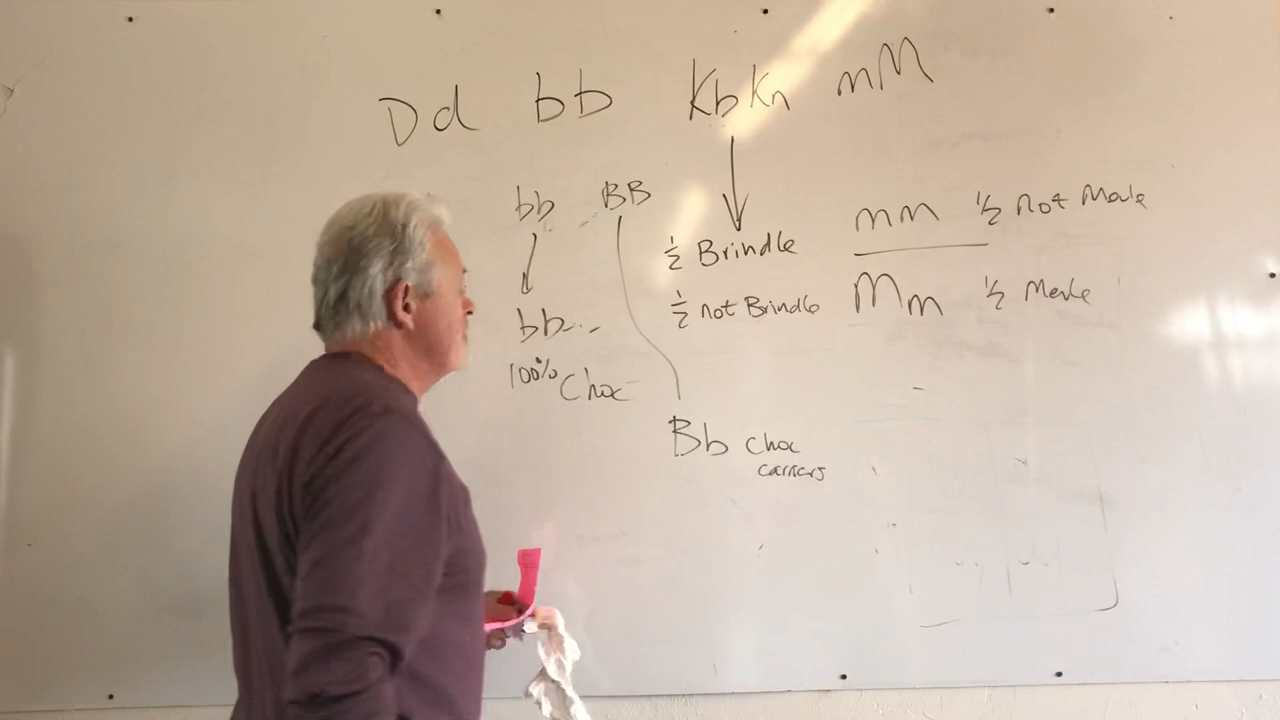 Dd bb KbKn mM
bb BB
½ Brindle
½ not Brindle
mm ½ not Merle
Mm ½ Merle
bb
100% Choc
Bb choc
carriers